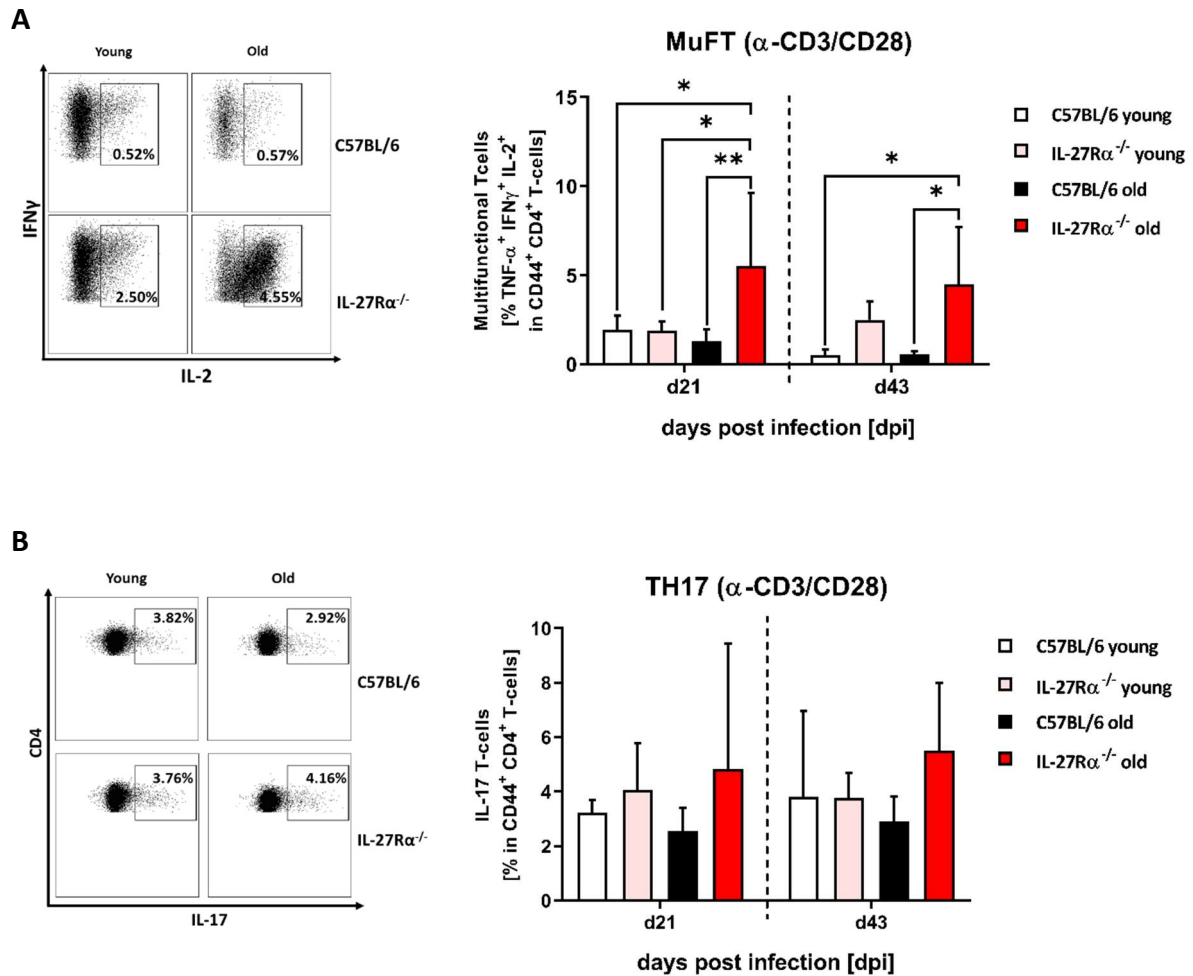 A
Young Old
0.52% 0.57%
C57BL/6
2.50% 4.55%
IL-27Rα-/-
IFNγ
IL-2
MuFT (α-CD3/CD28)
Multifunctional Tcells
[% TNF-α+ IFNγ+ IL-2+
in CD44+ CD4+ T-cells]
15
10
5
0
* * ** * *
d21 d43
days post infection [dpi]
C57BL/6 young
IL-27Rα-/- young
C57BL/6 old
IL-27Rα-/- old
B
Young Old
3.82% 2.92%
C57BL/6
3.76% 4.16%
IL-27Rα-/-
CD4
IL-17
TH17 (α-CD3/CD28)
IL-17 T-cells
[% in CD44+ CD4+ T-cells]
10
8
6
4
2
0
d21 d43
days post infection [dpi]
C57BL/6 young
IL-27Rα-/- young
C57BL/6 old
IL-27Rα-/- old